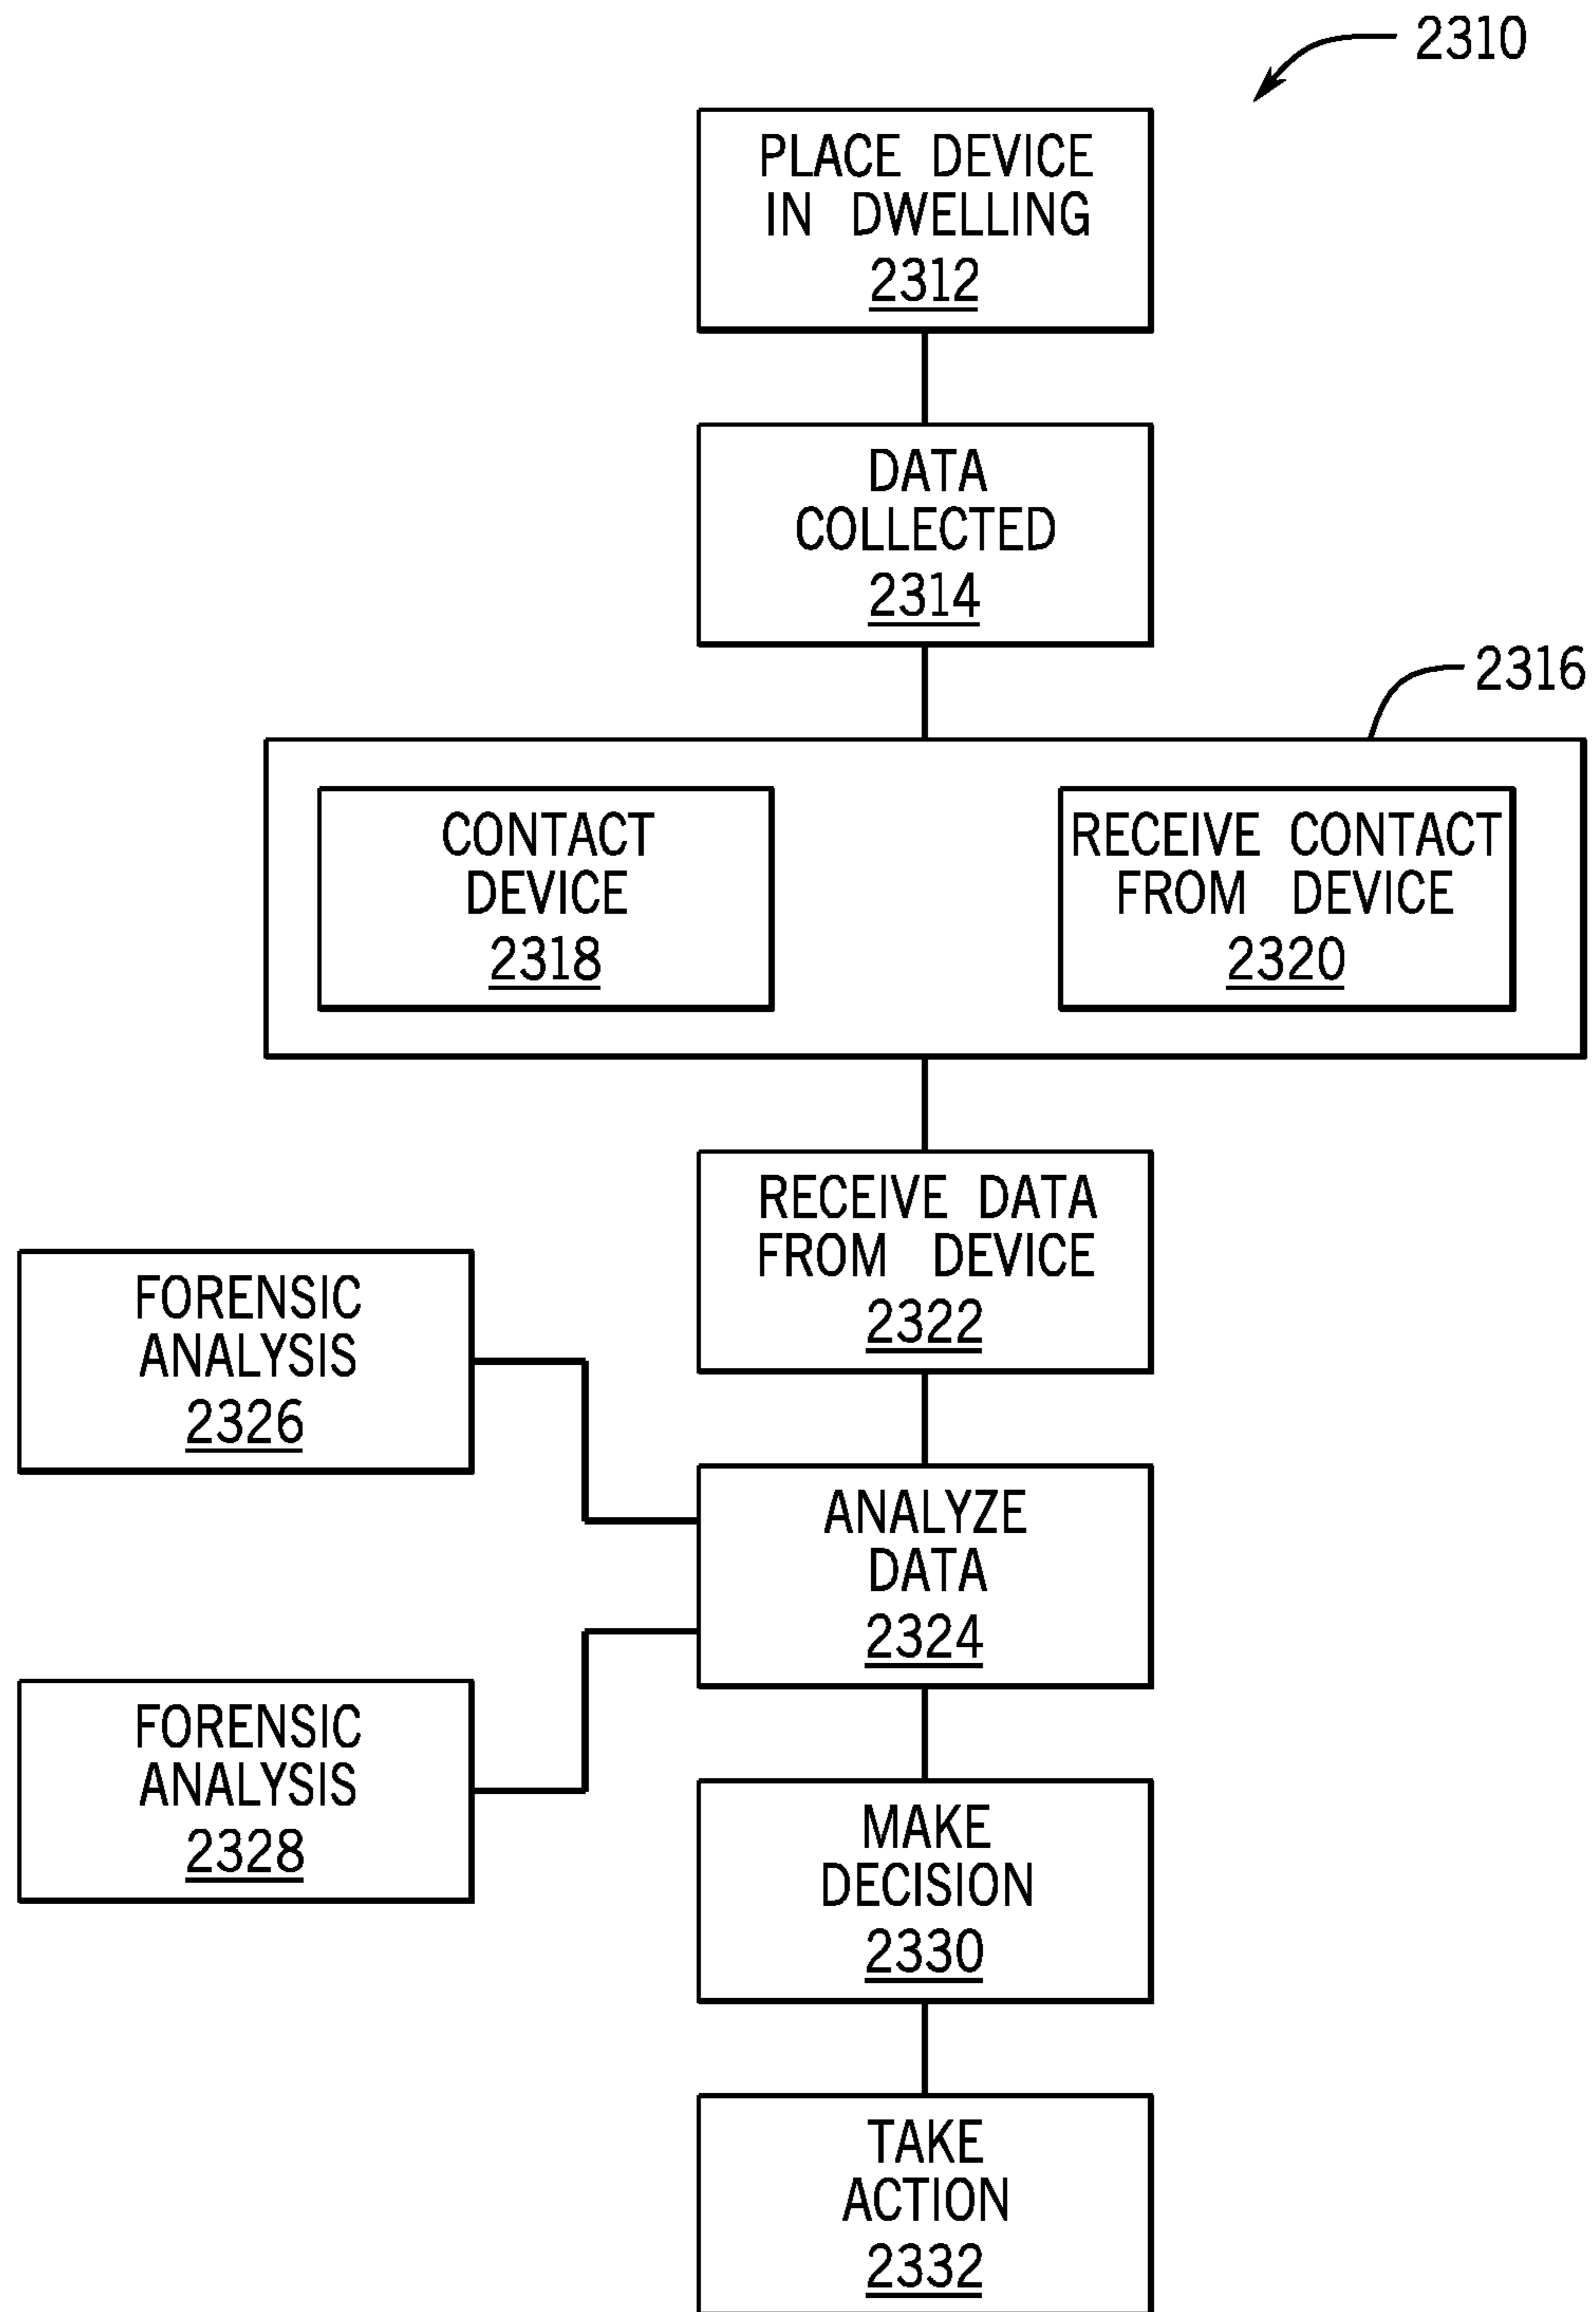 2310
PLACE DEVICE
IN DWELLING
2312
DATA
COLLECTED
2314
2316
CONTACT
DEVICE
2318
RECEIVE CONTACT
FROM DEVICE
2320
RECEIVE DATA
FROM DEVICE
2322
FORENSIC
ANALYSIS
2326
ANALYZE
DATA
2324
FORENSIC
ANALYSIS
2328
MAKE
DECISION
2330
TAKE
ACTION
2332